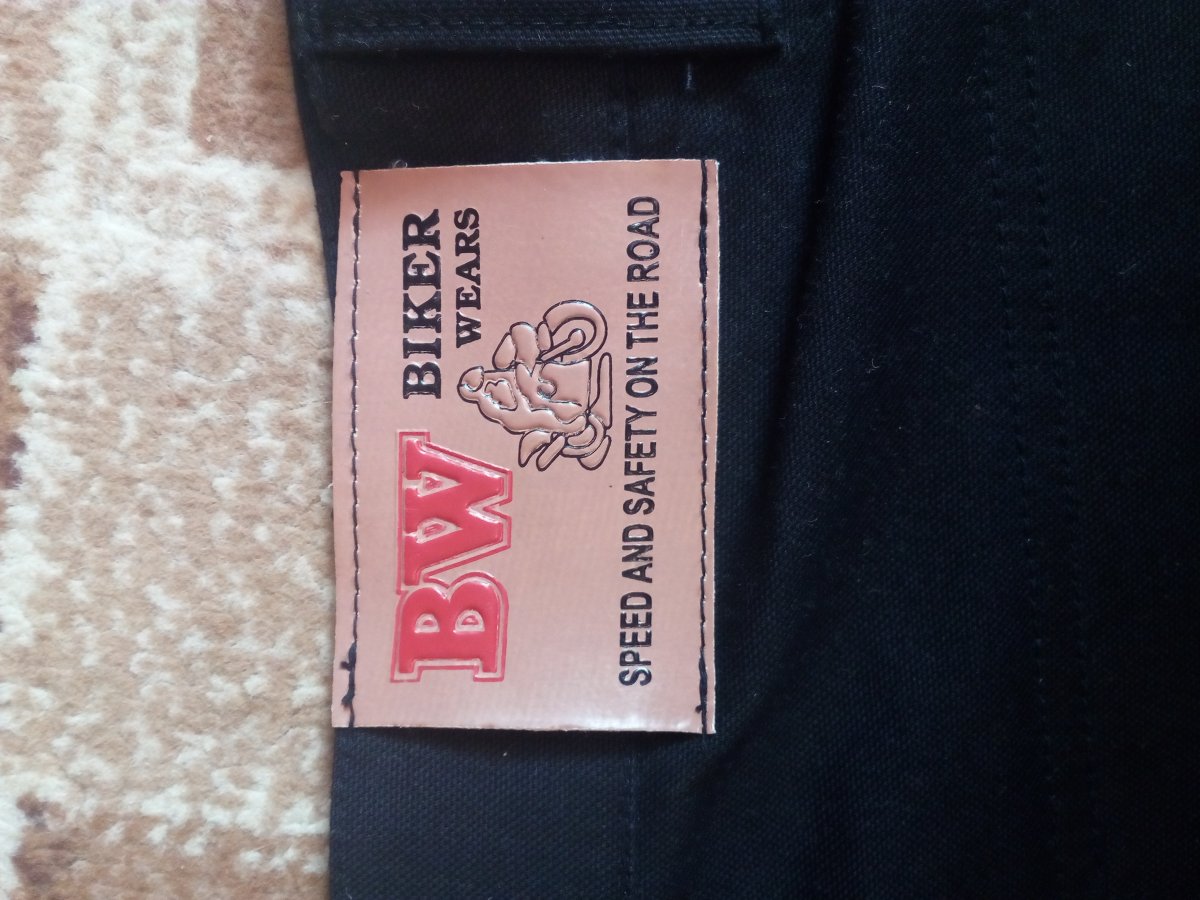 BW
BIKER
WEARS
SPEED AND SAFETY ON THE ROAD